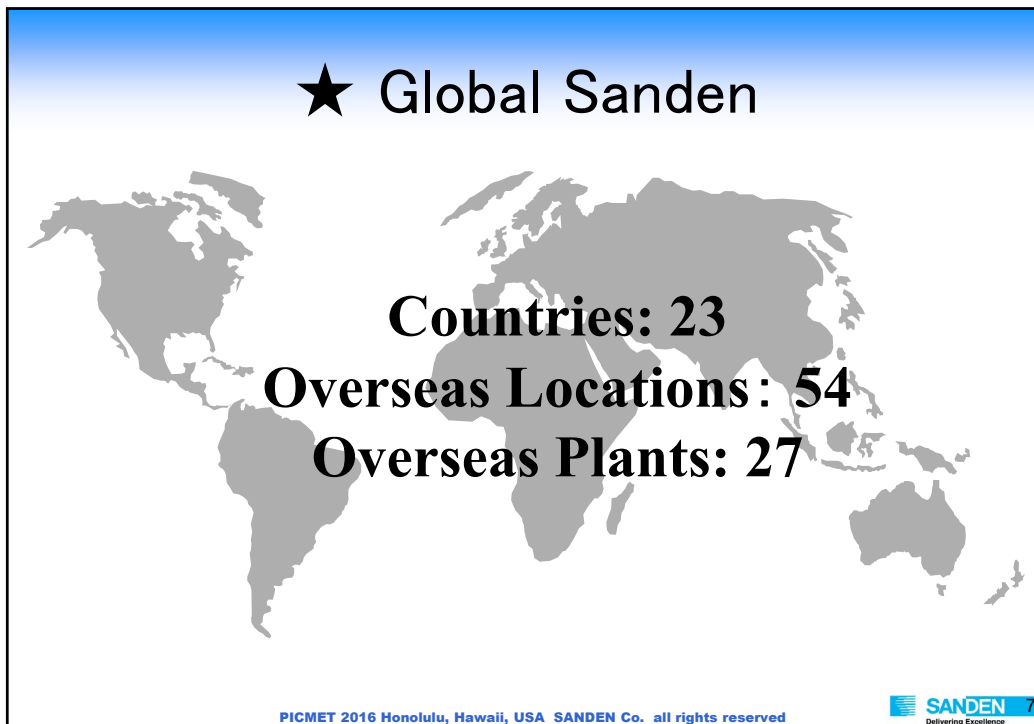 ★ Global Sanden
Countries: 23
Overseas Locations: 54
Overseas Plants: 27
PICMET 2016 Honolulu, Hawaii, USA SANDEN Co. all rights reserved
SANDEN
Delivering Excellence
7